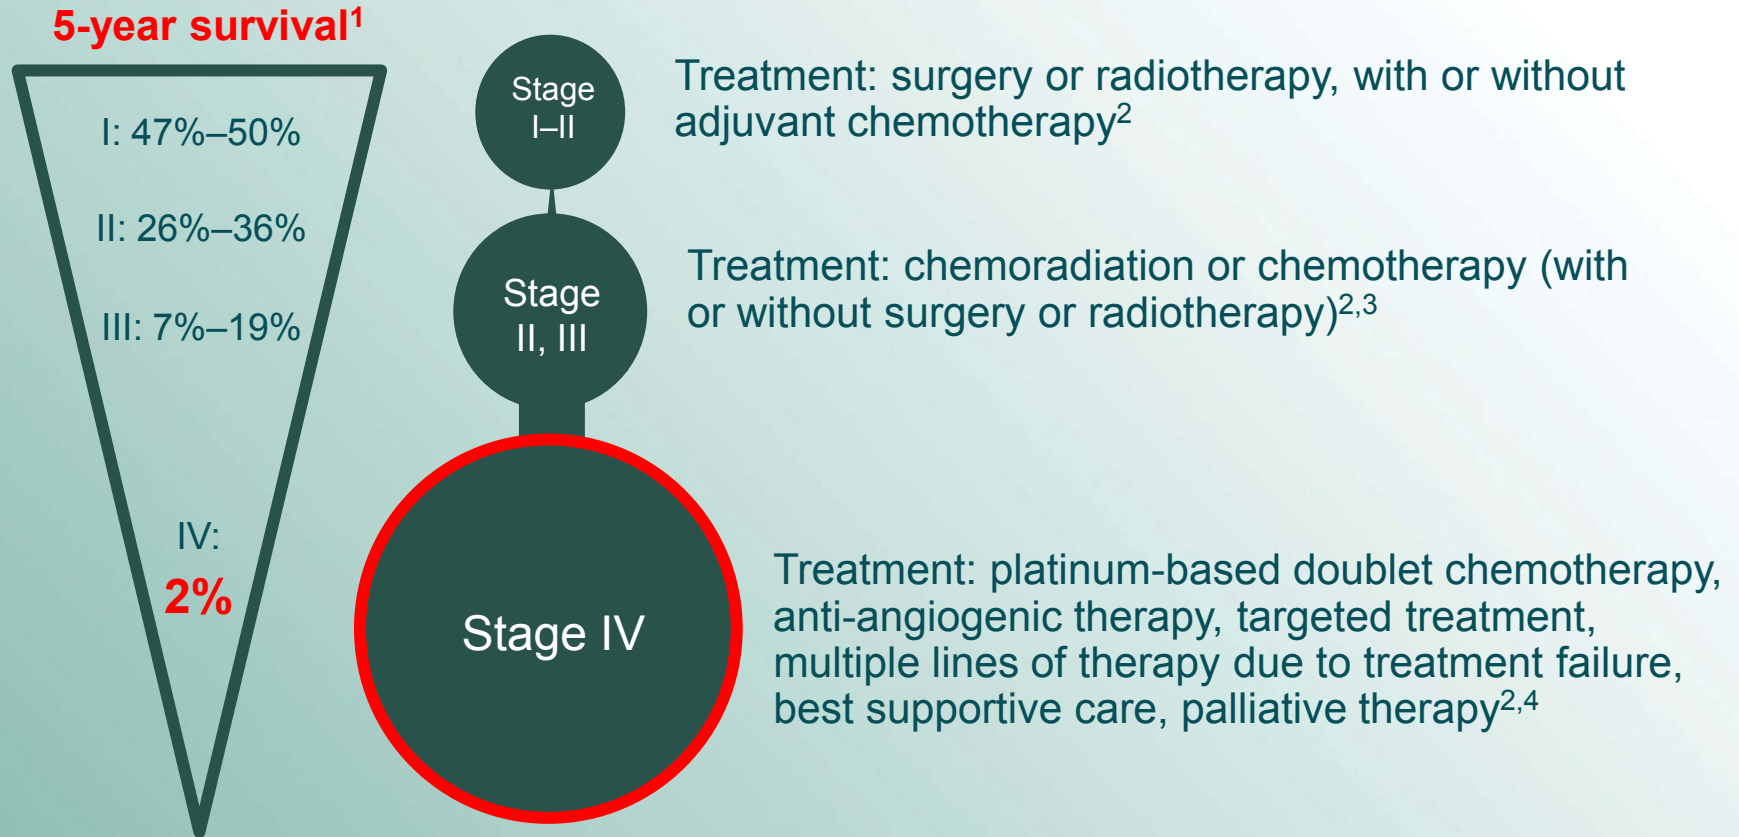 5-year survival¹
I: 47%–50%
II: 26%–36%
III: 7%–19%
IV:
2%
Stage
I–II
Treatment: surgery or radiotherapy, with or without
adjuvant chemotherapy²
Stage
II, III
Treatment: chemoradiation or chemotherapy (with
or without surgery or radiotherapy)²,³
Stage IV
Treatment: platinum-based doublet chemotherapy,
anti-angiogenic therapy, targeted treatment,
multiple lines of therapy due to treatment failure,
best supportive care, palliative therapy²,⁴